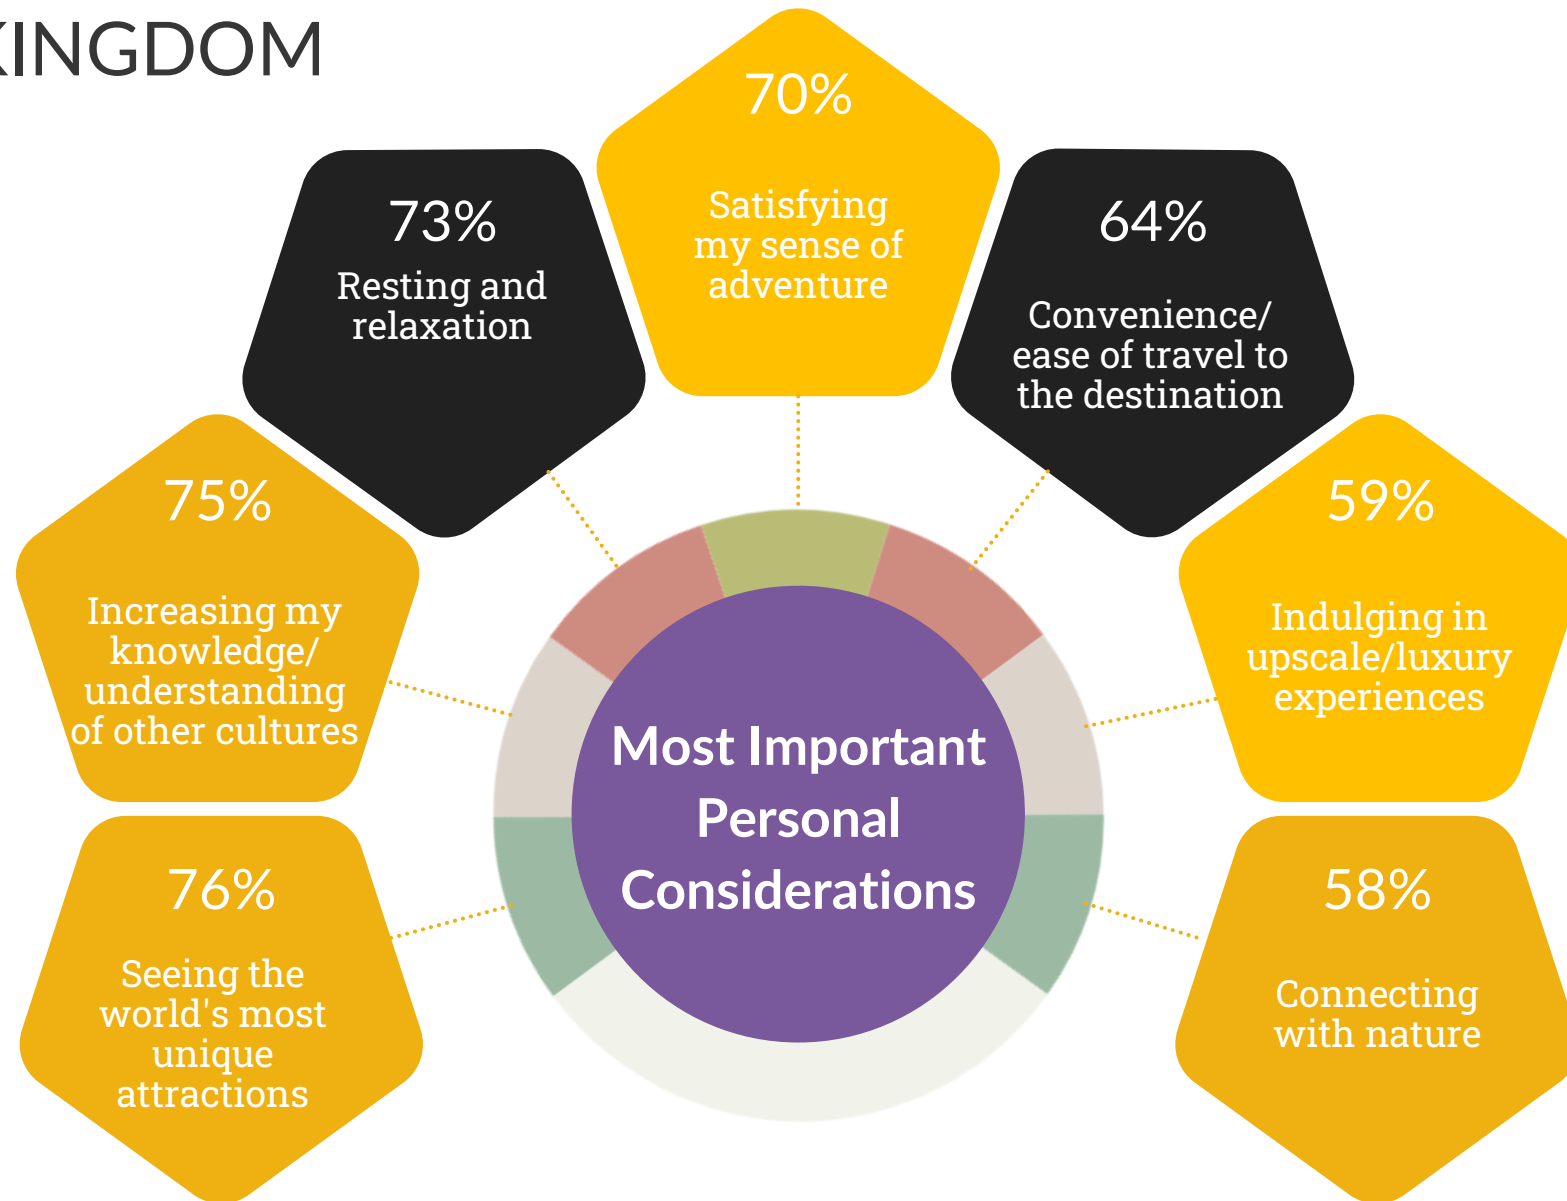 KINGDOM
70%
Satisfying
my sense of
adventure
73%
Resting and
relaxation
64%
Convenience/
ease of travel to
the destination
75%
Increasing my
knowledge/
understanding
of other cultures
59%
Indulging in
upscale/luxury
experiences
76%
Seeing the
world's most
unique
attractions
58%
Connecting
with nature
Most Important
Personal
Considerations